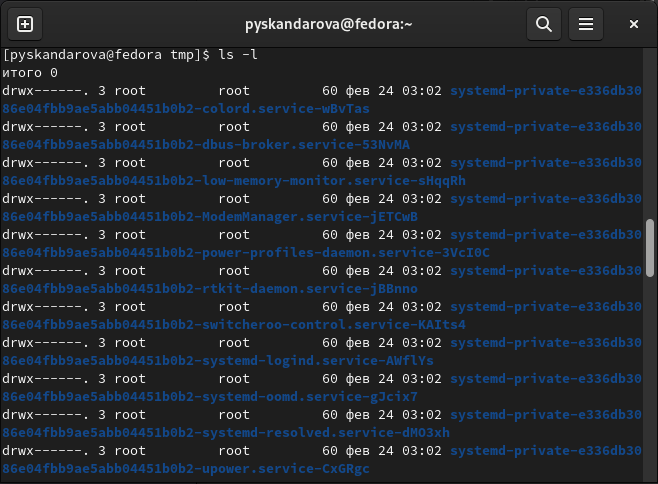 pyskandarova@fedora:~
[pyskandarova@fedora tmp]$ ls -l
итого 0
drwx------. 3 root         root         60 фев 24 03:02 systemd-private-e336db30
86e04fbb9ae5abb04451b0b2-colord.service-wBvTas
drwx------. 3 root         root         60 фев 24 03:02 systemd-private-e336db30
86e04fbb9ae5abb04451b0b2-dbus-broker.service-53NvMA
drwx------. 3 root         root         60 фев 24 03:02 systemd-private-e336db30
86e04fbb9ae5abb04451b0b2-low-memory-monitor.service-sHqqRh
drwx------. 3 root         root         60 фев 24 03:02 systemd-private-e336db30
86e04fbb9ae5abb04451b0b2-ModemManager.service-jETCwB
drwx------. 3 root         root         60 фев 24 03:02 systemd-private-e336db30
86e04fbb9ae5abb04451b0b2-power-profiles-daemon.service-3VcI0C
drwx------. 3 root         root         60 фев 24 03:02 systemd-private-e336db30
86e04fbb9ae5abb04451b0b2-rtkit-daemon.service-jBBnno
drwx------. 3 root         root         60 фев 24 03:02 systemd-private-e336db30
86e04fbb9ae5abb04451b0b2-switcheroo-control.service-KAIts4
drwx------. 3 root         root         60 фев 24 03:02 systemd-private-e336db30
86e04fbb9ae5abb04451b0b2-systemd-logind.service-AWflYs
drwx------. 3 root         root         60 фев 24 03:02 systemd-private-e336db30
86e04fbb9ae5abb04451b0b2-systemd-oomd.service-gJcix7
drwx------. 3 root         root         60 фев 24 03:02 systemd-private-e336db30
86e04fbb9ae5abb04451b0b2-systemd-resolved.service-dMO3xh
drwx------. 3 root         root         60 фев 24 03:02 systemd-private-e336db30
86e04fbb9ae5abb04451b0b2-upower.service-CxGRgc